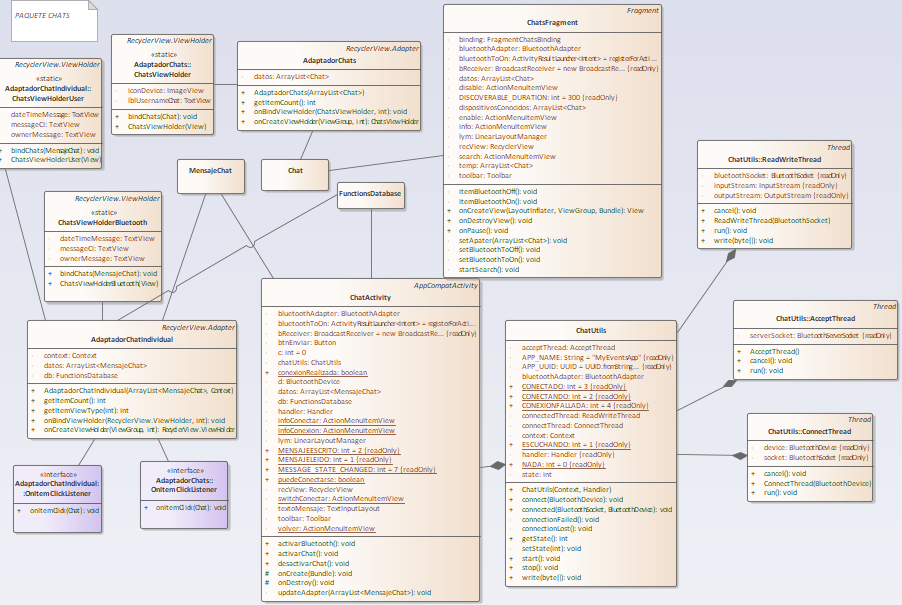 PAQUETE CHATS
RecyclerView.ViewHolder
«static»
AdaptadorChatIndividual::
ChatsViewHolderUser
dateTimeMessage: TextView
messageCI: TextView
ownerMessage: TextView
+ bindChats(MensajeChat): void
+ ChatsViewHolderUser(View)
RecyclerView.ViewHolder
«static»
AdaptadorChats::
ChatsViewHolder
iconDevice: ImageView
lblUsernameChat: TextView
+ bindChats(Chat): void
+ ChatsViewHolder(View)
RecyclerView.Adapter
AdaptadorChats
datos: ArrayList<Chat>
+ AdaptadorChats(ArrayList<Chat>)
+ getItemCount(): int
+ onBindViewHolder(ChatsViewHolder, int): void
+ onCreateViewHolder(ViewGroup, int): ChatsViewHolder
Fragment
ChatsFragment
binding: FragmentChatsBinding
bluetoothAdapter: BluetoothAdapter
bluetoothToOn: ActivityResultLauncher<Intent> = registerForActi...
bReceiver: BroadcastReceiver = new BroadcastRe... {readOnly}
datos: ArrayList<Chat>
disable: ActionMenuItemView
DISCOVERABLE_DURATION: int = 300 {readOnly}
dispositivosConocidos: ArrayList<Chat>
enable: ActionMenuItemView
info: ActionMenuItemView
lym: LinearLayoutManager
recView: RecyclerView
search: ActionMenuItemView
temp: ArrayList<Chat>
toolbar: Toolbar
itemBluetoothOff(): void
itemBluetoothOn(): void
+ onCreateView(LayoutInflater, ViewGroup, Bundle): View
+ onDestroyView(): void
+ onPause(): void
setApater(ArrayList<Chat>): void
setBluetoothToOff(): void
setBluetoothToOn(): void
startSearch(): void
MensajeChat
Chat
FunctionsDatabase
RecyclerView.ViewHolder
«static»
ChatsViewHolderBluetooth
dateTimeMessage: TextView
messageCI: TextView
ownerMessage: TextView
+ bindChats(MensajeChat): void
+ ChatsViewHolderBluetooth(View)
Thread
ChatUtils::ReadWriteThread
bluetoothSocket: BluetoothSocket {readOnly}
inputStream: InputStream {readOnly}
outputStream: OutputStream {readOnly}
+ cancel(): void
+ ReadWriteThread(BluetoothSocket)
+ run(): void
+ write(byte[]): void
RecyclerView.Adapter
AdaptadorChatIndividual
context: Context
datos: ArrayList<MensajeChat>
db: FunctionsDatabase
+ AdaptadorChatIndividual(ArrayList<MensajeChat>, Context)
+ getItemCount(): int
+ getItemViewType(int): int
+ onBindViewHolder(RecyclerView.ViewHolder, int): void
+ onCreateViewHolder(ViewGroup, int): RecyclerView.ViewHolder
AppCompatActivity
ChatActivity
bluetoothAdapter: BluetoothAdapter
bluetoothToOn: ActivityResultLauncher<Intent> = registerForActi...
bReceiver: BroadcastReceiver = new BroadcastRe... {readOnly}
btnEnviar: Button
c: int = 0
chatUtils: ChatUtils
+ conexionRealizada: boolean
d: BluetoothDevice
datos: ArrayList<MensajeChat>
db: FunctionsDatabase
handler: Handler
infoConectar: ActionMenuItemView
infoConexion: ActionMenuItemView
lym: LinearLayoutManager
+ MENSAJEESCRITO: int = 2 {readOnly}
+ MENSAJELEIDO: int = 1 {readOnly}
+ MESSAGE_STATE_CHANGED: int = 7 {readOnly}
+ puedeConectarse: boolean
recView: RecyclerView
switchConectar: ActionMenuItemView
textoMensaje: TextInputLayout
toolbar: Toolbar
volver: ActionMenuItemView
+ activarBluetooth(): void
+ activarChat(): void
+ desactivarChat(): void
# onCreate(Bundle): void
# onDestroy(): void
updateAdapter(ArrayList<MensajeChat>): void
ChatUtils
acceptThread: AcceptThread
APP_NAME: String = "MyEventsApp" {readOnly}
APP_UUID: UUID = UUID.fromString... {readOnly}
bluetoothAdapter: BluetoothAdapter
+ CONECTADO: int = 3 {readOnly}
+ CONECTANDO: int = 2 {readOnly}
+ CONEXIONFALLADA: int = 4 {readOnly}
connectedThread: ReadWriteThread
connectThread: ConnectThread
context: Context
+ ESCUCHANDO: int = 1 {readOnly}
handler: Handler {readOnly}
+ NADA: int = 0 {readOnly}
state: int
+ ChatUtils(Context, Handler)
+ connect(BluetoothDevice): void
+ connected(BluetoothSocket, BluetoothDevice): void
connectionFailed(): void
connectionLost(): void
+ getState(): int
setState(int): void
+ start(): void
+ stop(): void
+ write(byte[]): void
Thread
ChatUtils::AcceptThread
serverSocket: BluetoothServerSocket {readOnly}
+ AcceptThread()
+ cancel(): void
+ run(): void
Thread
ChatUtils::ConnectThread
device: BluetoothDevice {readOnly}
socket: BluetoothSocket {readOnly}
+ cancel(): void
+ ConnectThread(BluetoothDevice)
+ run(): void
«interface»
AdaptadorChatIndividual:
:OnItemClickListener
+ onItemClick(Chat): void
«interface»
AdaptadorChats::
OnItemClickListener
+ onItemClick(Chat): void